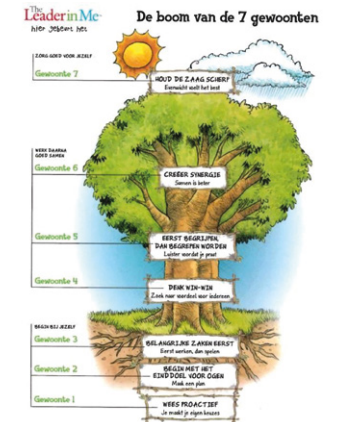 The
Leader in Me
hier gebeurt het
De boom van de 7 gewoonten
ZORG GOED VOOR JEZELF
Gewoonte 7
HOUD DE ZAAG SCHERP
Evenwicht voelt het best
WERK DAARNA
GOED SAMEN
Gewoonte 6
CREËER SYNERGIE
Samen is beter
Gewoonte 5
EERST BEGRIJPEN,
DAN BEGREPEN WORDEN
Luister voordat je praat
Gewoonte 4
DENK WIN-WIN
Zoek naar voordeel voor iedereen
BEGIN BIJ JEZELF
Gewoonte 3
BELANGRIJKE ZAKEN EERST
Eerst werken, dan spelen
Gewoonte 2
BEGIN MET HET
EINDDOEL VOOR OGEN
Maak een plan
Gewoonte 1
WEES PROACTIEF
Je maakt je eigen keuzes